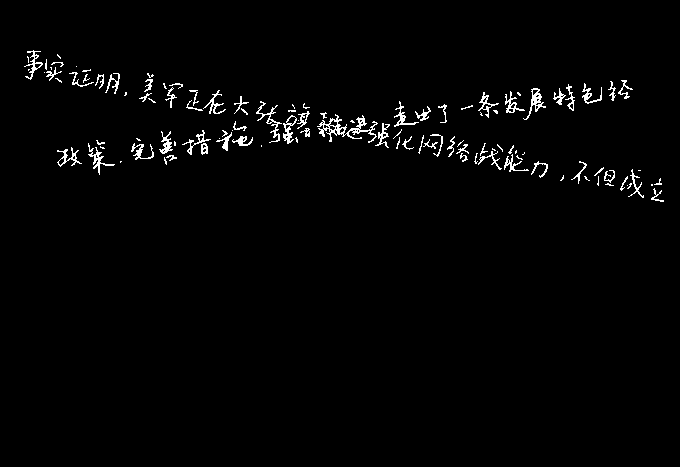 事实证明,美军正在大张旗鼓强化网络战能力,不但成立
政策.完善措施.强进走出了一条发展特色经